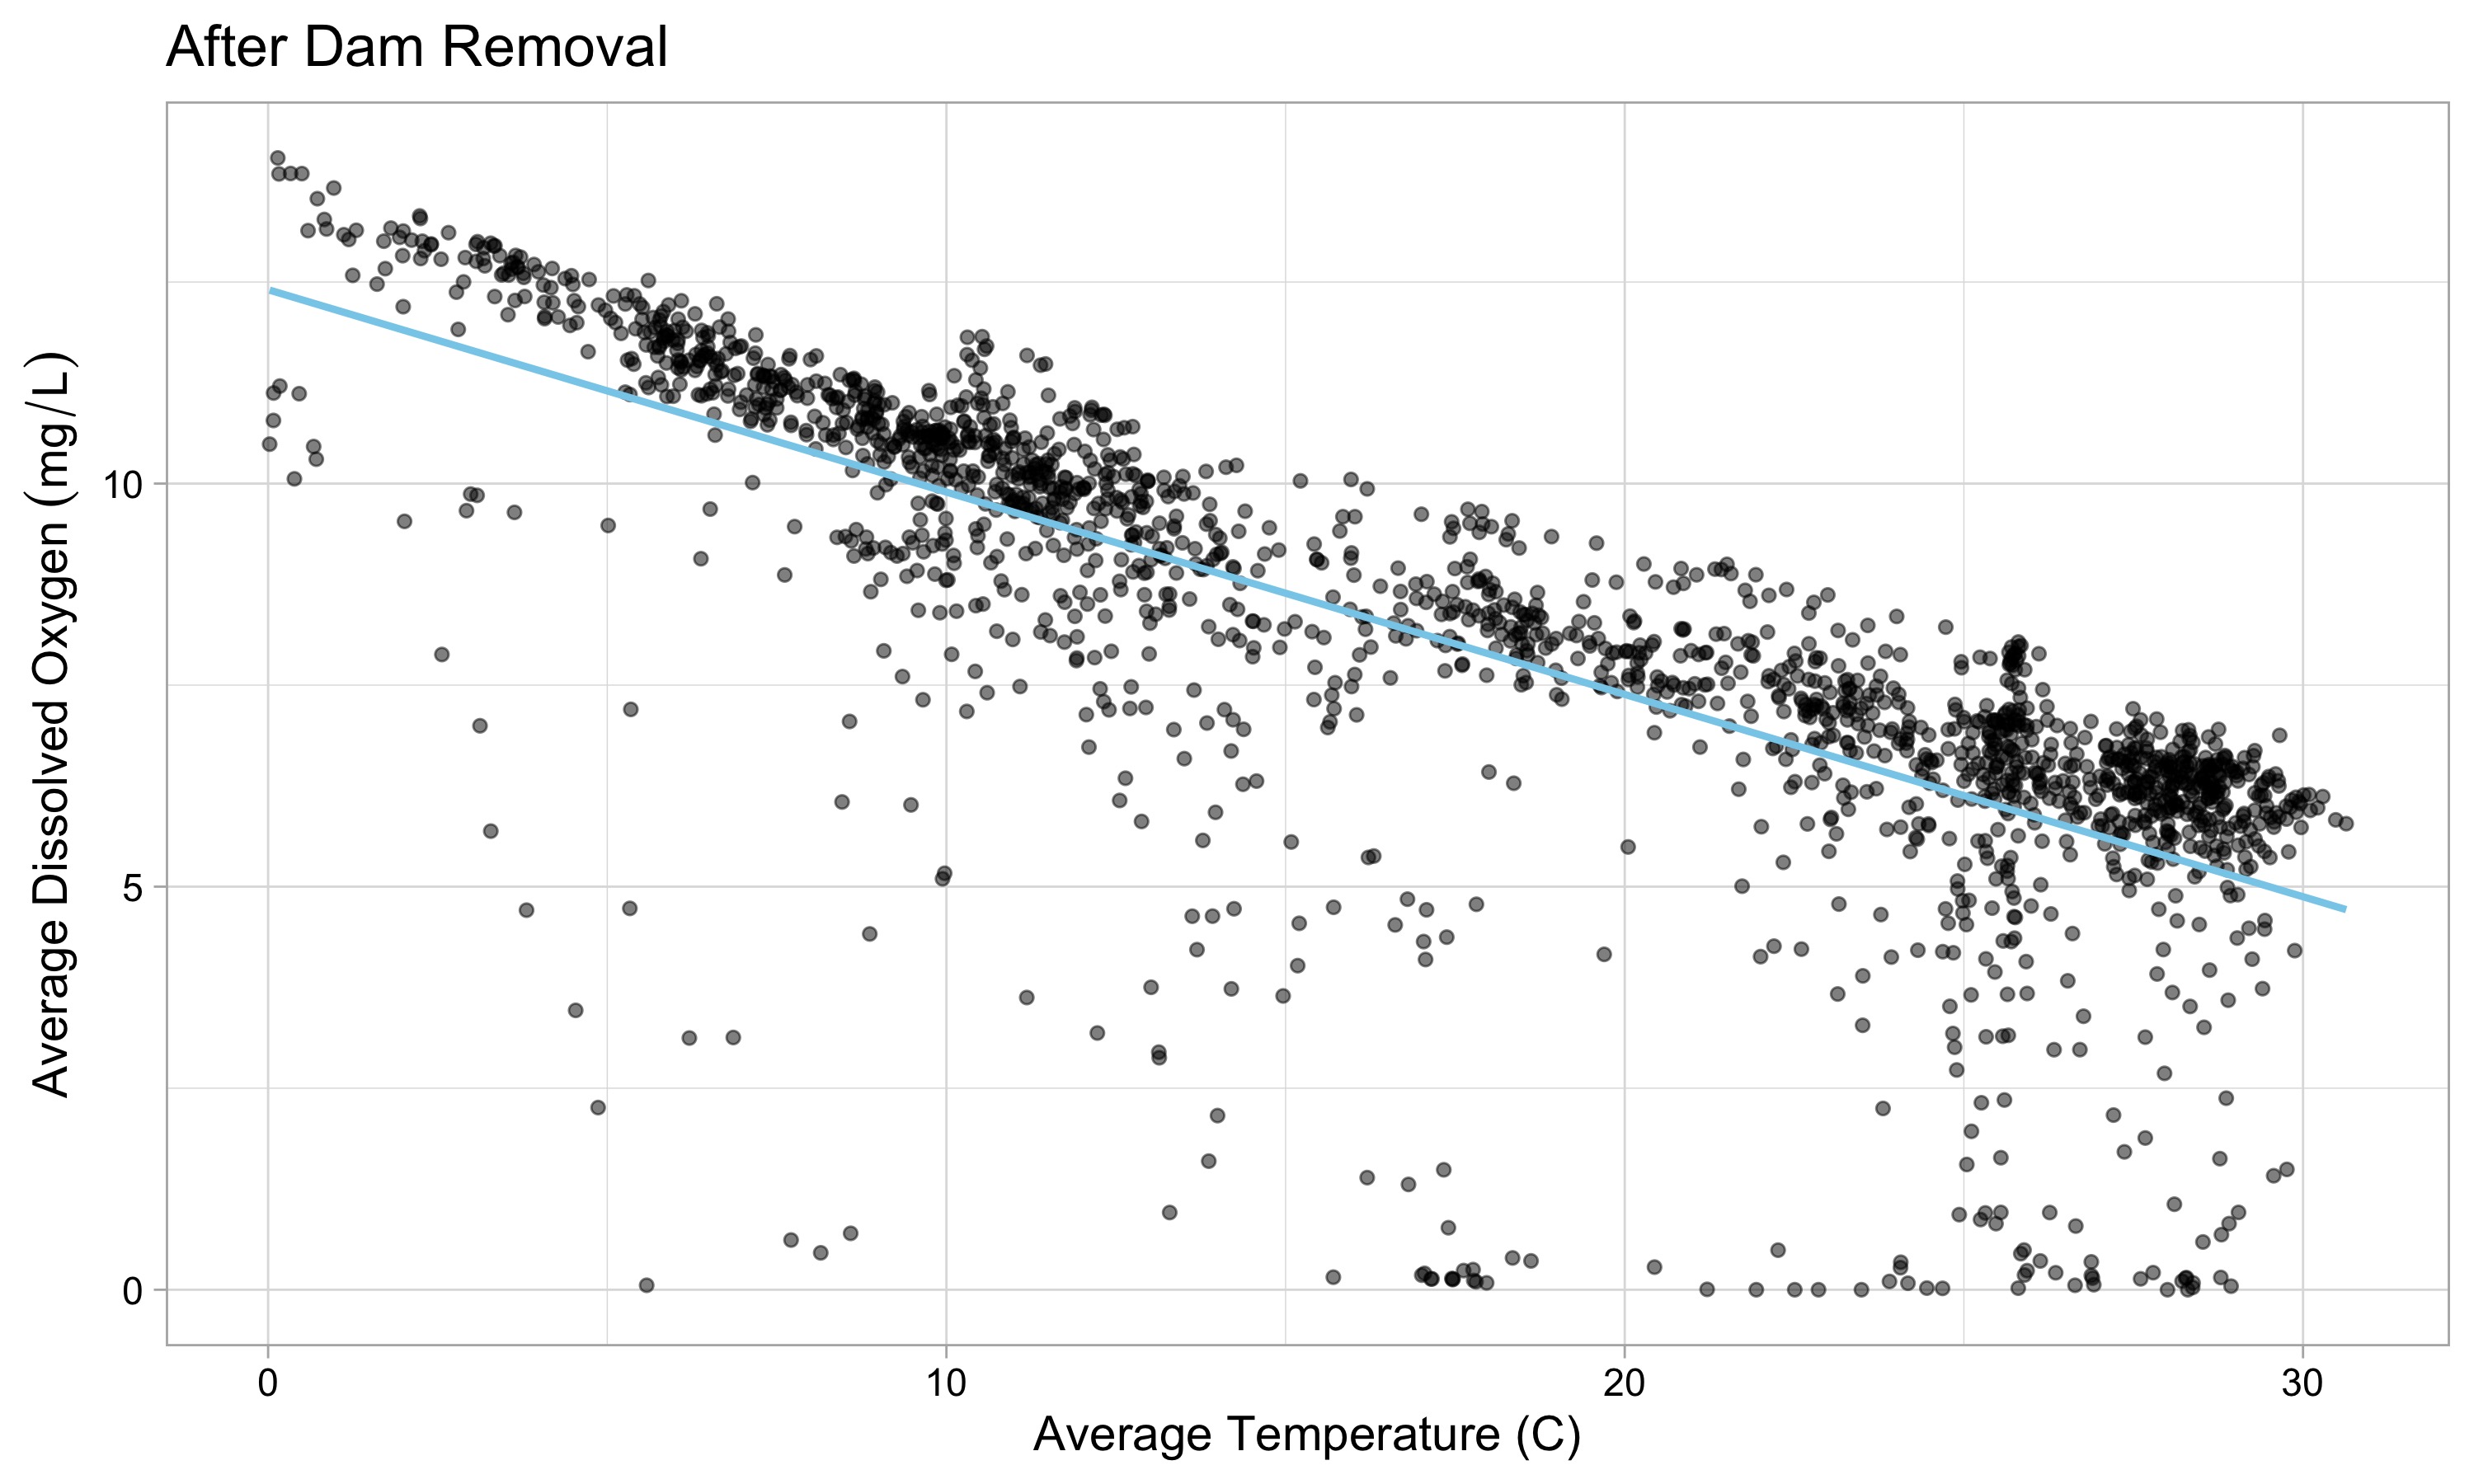 After Dam Removal
Average Dissolved Oxygen (mg/L)
10
5
0
0 10 20 30
Average Temperature (C)